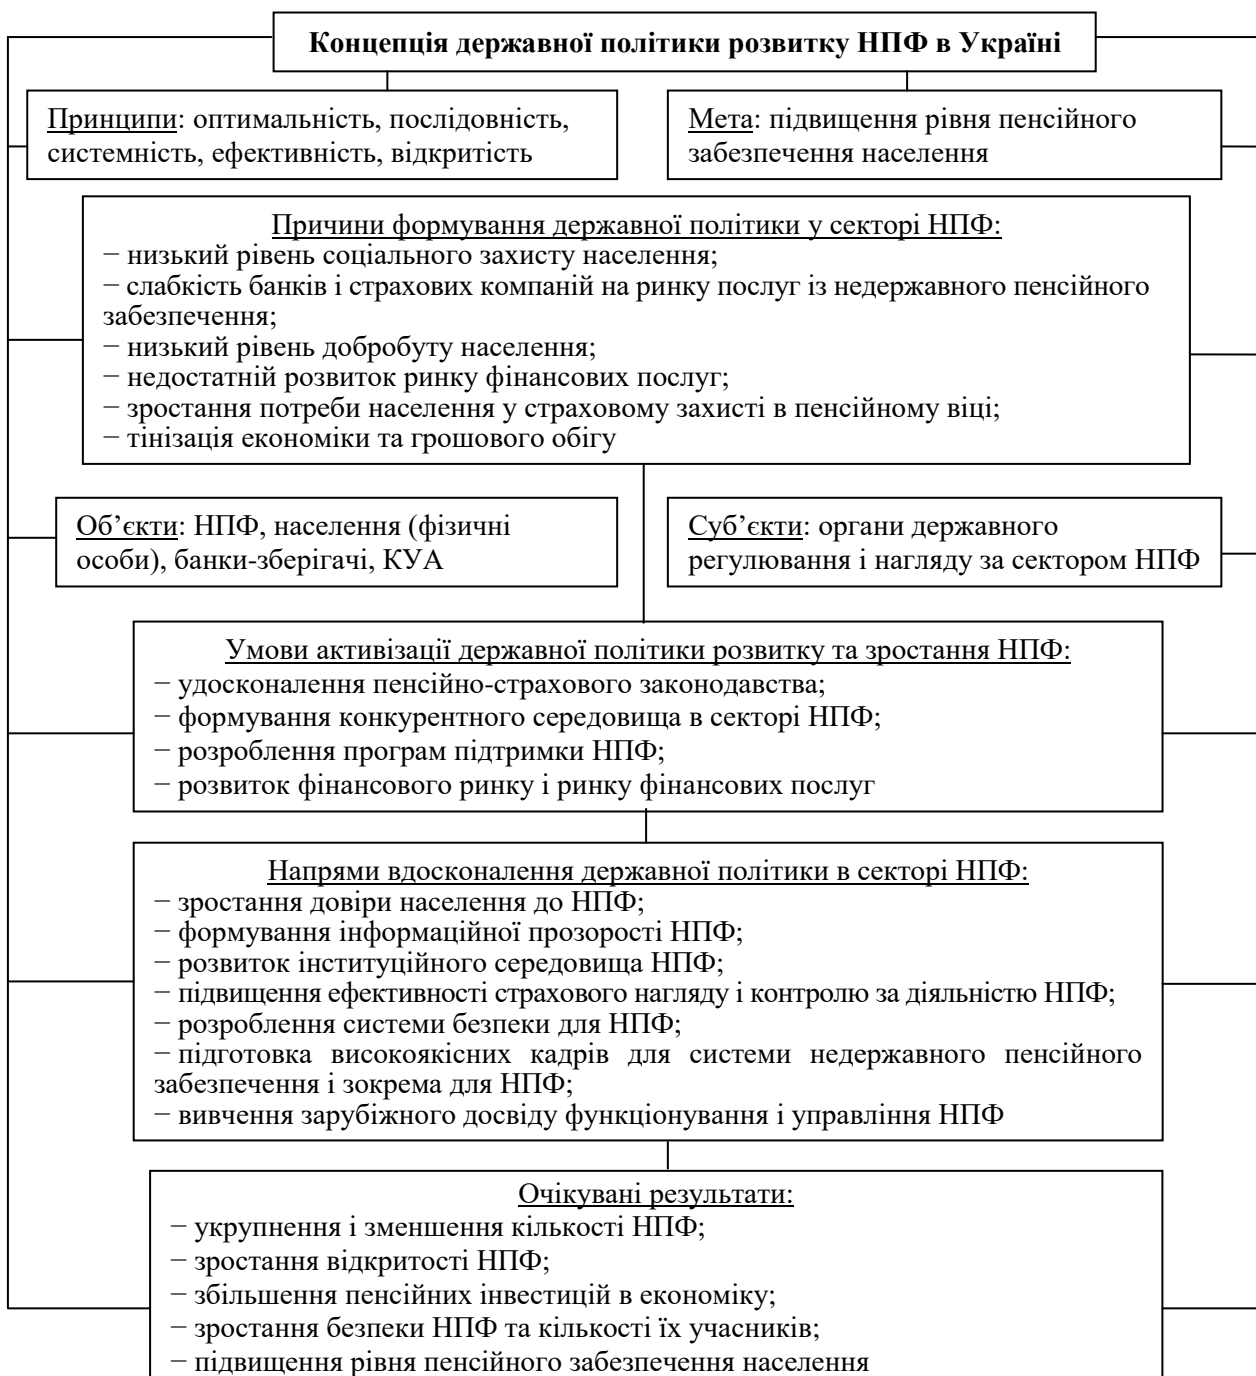 Концепція державної політики розвитку НПФ в Україні
Принципи: оптимальність, послідовність,
системність, ефективність, відкритість
Мета: підвищення рівня пенсійного
забезпечення населення
Причини формування державної політики у секторі НПФ:
− низький рівень соціального захисту населення;
− слабкість банків і страхових компаній на ринку послуг із недержавного пенсійного
забезпечення;
− низький рівень добробуту населення;
− недостатній розвиток ринку фінансових послуг;
− зростання потреби населення у страховому захисті в пенсійному віці;
− тінізація економіки та грошового обігу
Об’єкти: НПФ, населення (фізичні
особи), банки-зберігачі, КУА
Суб’єкти: органи державного
регулювання і нагляду за сектором НПФ
Умови активізації державної політики розвитку та зростання НПФ:
− удосконалення пенсійно-страхового законодавства;
− формування конкурентного середовища в секторі НПФ;
− розроблення програм підтримки НПФ;
− розвиток фінансового ринку і ринку фінансових послуг
Напрями вдосконалення державної політики в секторі НПФ:
− зростання довіри населення до НПФ;
− формування інформаційної прозорості НПФ;
− розвиток інституційного середовища НПФ;
− підвищення ефективності страхового нагляду і контролю за діяльністю НПФ;
− розроблення системи безпеки для НПФ;
− підготовка високоякісних кадрів для системи недержавного пенсійного
забезпечення і зокрема для НПФ;
− вивчення зарубіжного досвіду функціонування і управління НПФ
Очікувані результати:
− укрупнення і зменшення кількості НПФ;
− зростання відкритості НПФ;
− збільшення пенсійних інвестицій в економіку;
− зростання безпеки НПФ та кількості їх учасників;
− підвищення рівня пенсійного забезпечення населення